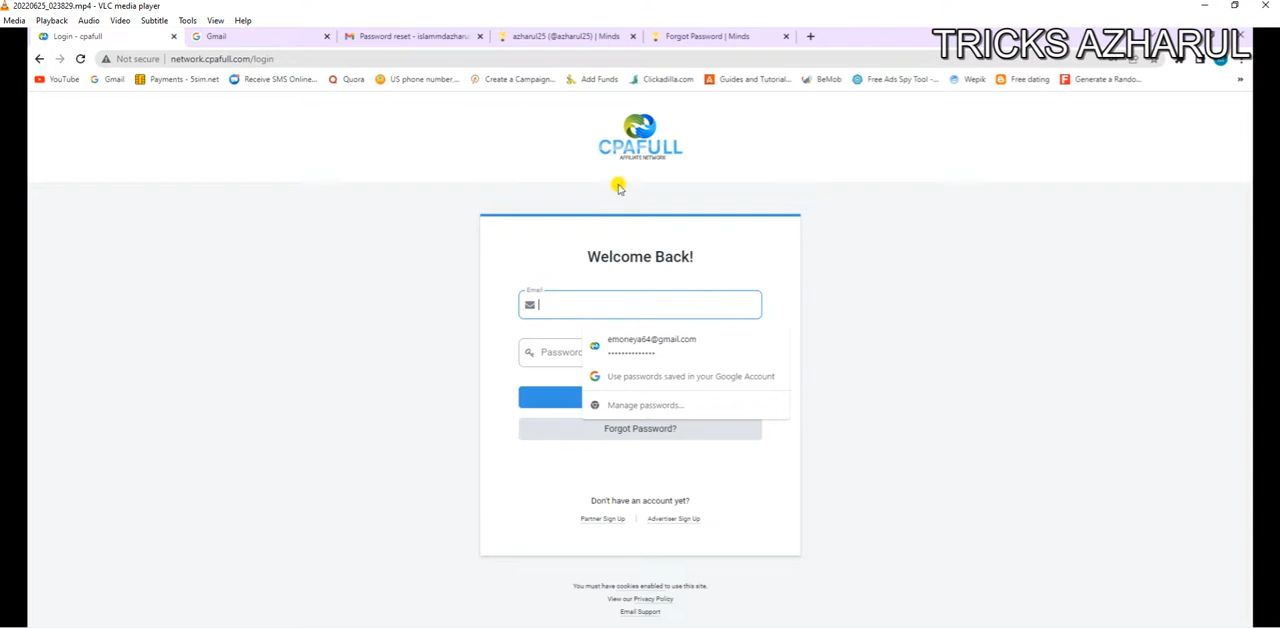 20220625_023829.mp4 - VLC media player
Media Playback Audio Video Subtitle Tools View Help
Login - cpafull
Gmail
Password reset - islammdazharu
azharul25 (@azharul25) | Minds
Forgot Password | Minds
TRICKS AZHARUL
Not secure | network.cpafull.com/login
YouTube
Gmail
Payments - 5sim.net
Receive SMS Online...
Quora
US phone number,...
Create a Campaign...
Add Funds
Clickadilla.com
Guides and Tutorial...
BeMob
Free Ads Spy Tool -...
Wepik
Free dating
Generate a Rando...
CPAFULL
AFFILIATE NETWORK
Welcome Back!
Email
emoneya64@gmail.com
Password
Use passwords saved in your Google Account
Manage passwords...
Forgot Password?
Don't have an account yet?
Partner Sign Up | Advertiser Sign Up
You must have cookies enabled to use this site.
View our Privacy Policy
Email Support